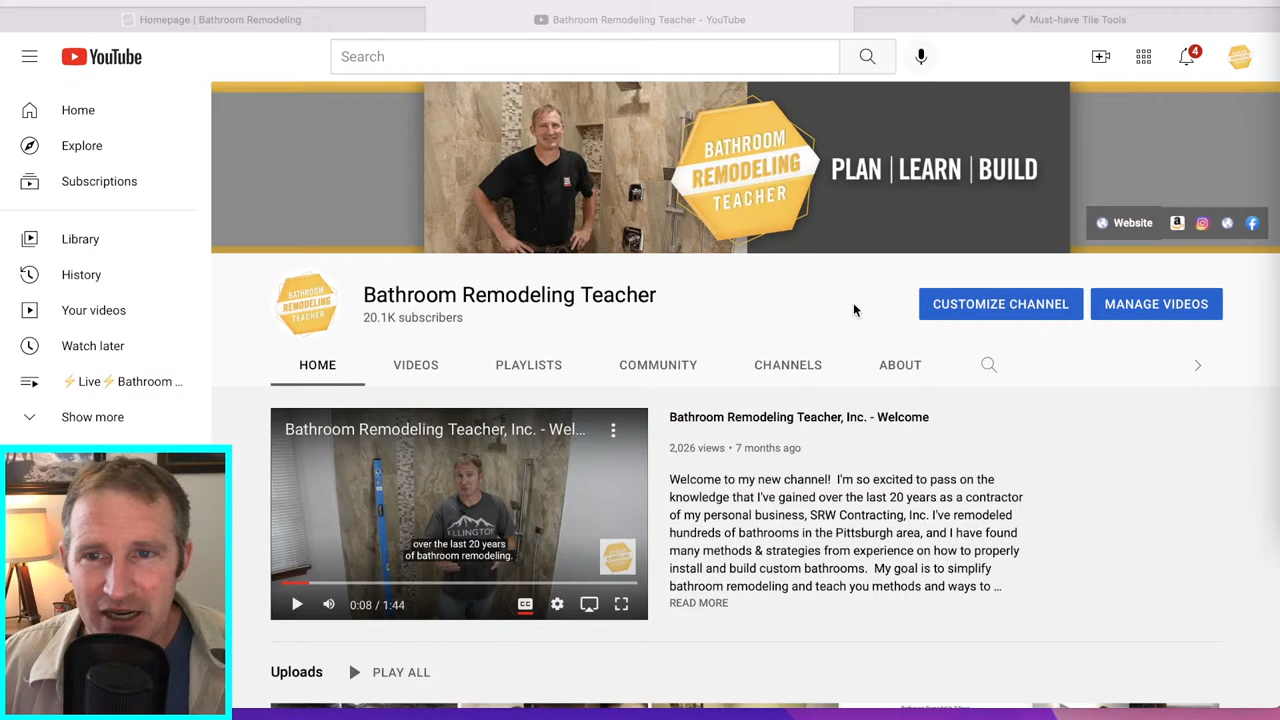 Homepage | Bathroom Remodeling
Bathroom Remodeling Teacher - YouTube
Must-have Tile Tools
YouTube
Search
4
Home
Explore
Subscriptions
Library
History
Your videos
Watch later
⚡Live⚡Bathroom ...
Show more
BATHROOM
REMODELING
TEACHER
PLAN | LEARN | BUILD
Website
BATHROOM
REMODELING
TEACHER
Bathroom Remodeling Teacher
20.1K subscribers
CUSTOMIZE CHANNEL
MANAGE VIDEOS
HOME
VIDEOS
PLAYLISTS
COMMUNITY
CHANNELS
ABOUT
Bathroom Remodeling Teacher, Inc. - Wel...
over the last 20 years
of bathroom remodeling.
0:08 / 1:44
CC
Bathroom Remodeling Teacher, Inc. - Welcome
2,026 views • 7 months ago
Welcome to my new channel! I'm so excited to pass on the
knowledge that I've gained over the last 20 years as a contractor
of my personal business, SRW Contracting, Inc. I've remodeled
hundreds of bathrooms in the Pittsburgh area, and I have found
many methods & strategies from experience on how to properly
install and build custom bathrooms. My goal is to simplify
bathroom remodeling and teach you methods and ways to ...
READ MORE
Uploads
PLAY ALL